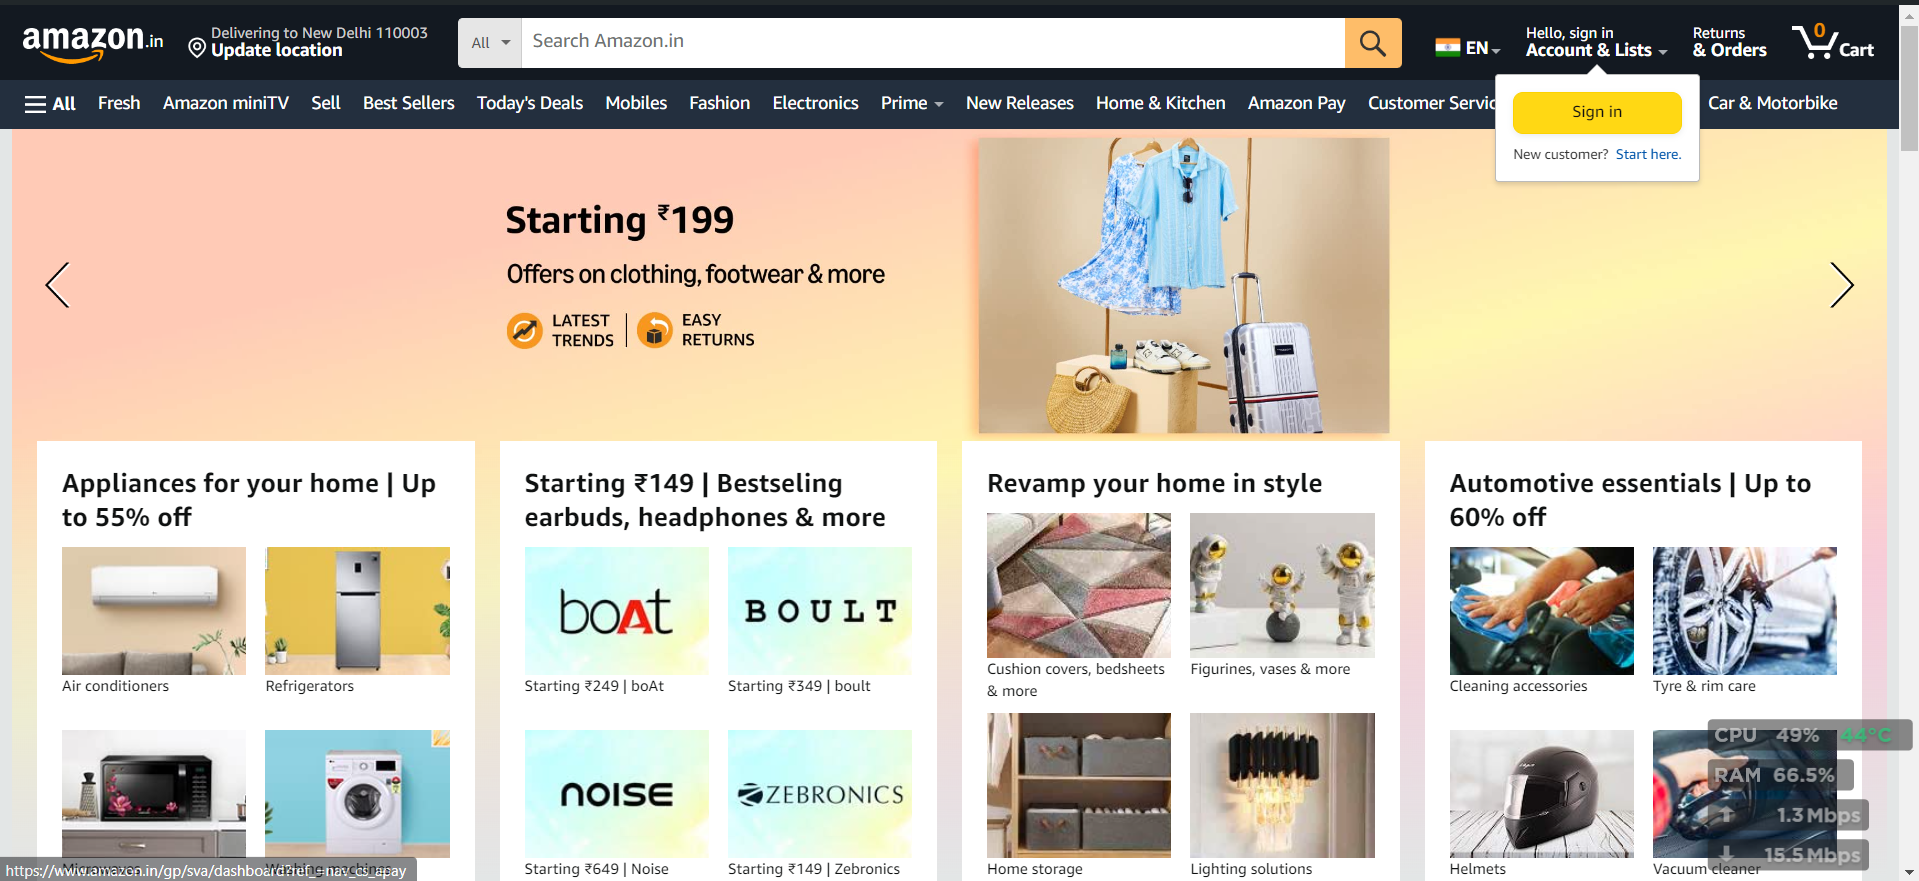 amazon.in
Delivering to New Delhi 110003
Update location
All
Search Amazon.in
EN
Hello, sign in
Account & Lists
Returns
& Orders
0
Cart
All
Fresh
Amazon miniTV
Sell
Best Sellers
Today's Deals
Mobiles
Fashion
Electronics
Prime
New Releases
Home & Kitchen
Amazon Pay
Customer Servic
Car & Motorbike
Sign in
New customer? Start here.
Starting ₹199
Offers on clothing, footwear & more
LATEST
TRENDS
EASY
RETURNS
Appliances for your home | Up
to 55% off
Air conditioners
Refrigerators
Microwaves
Washing machines
Starting ₹149 | Bestseling
earbuds, headphones & more
boAt
BOULT
Starting ₹249 | boAt
Starting ₹349 | boult
NOISE
ZEBRONICS
Starting ₹649 | Noise
Starting ₹149 | Zebronics
Revamp your home in style
Cushion covers, bedsheets
& more
Figurines, vases & more
Home storage
Lighting solutions
Automotive essentials | Up to
60% off
Cleaning accessories
Tyre & rim care
Helmets
Vacuum cleaner
CPU 49% 44°C
RAM 66.5%
1.3 Mbps
15.5 Mbps
https://www.amazon.in/gp/sva/dashboard?ref_=nav_cs_apay